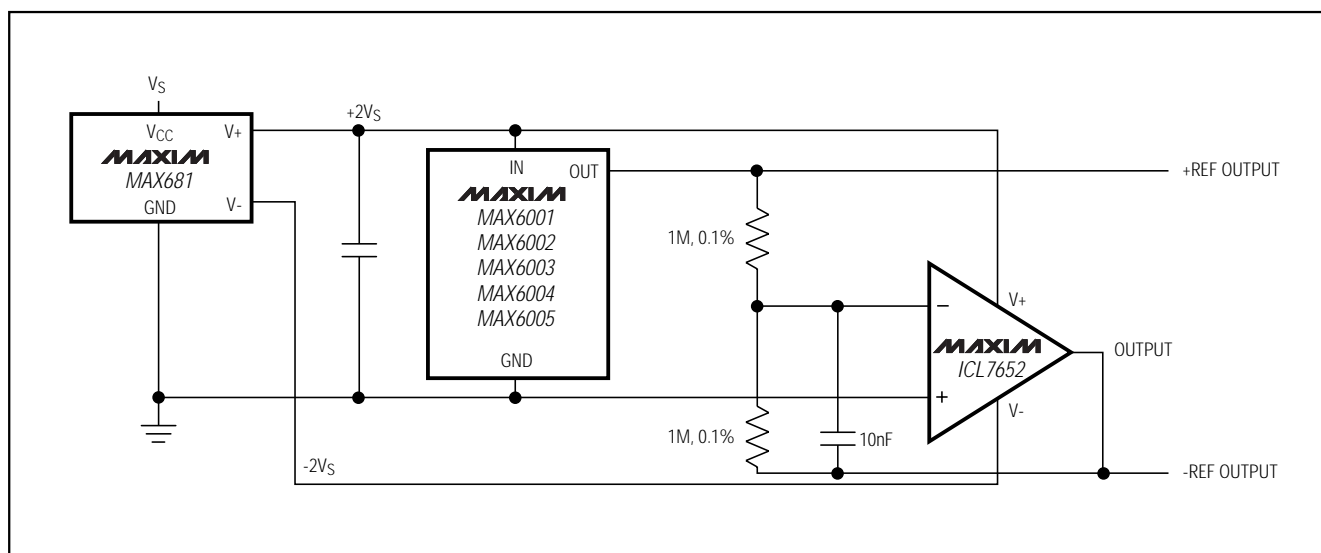 VS
VCC V+
MAXIM
MAX681
GND
V-
+2VS
-2VS
IN
OUT
MAXIM
MAX6001
MAX6002
MAX6003
MAX6004
MAX6005
GND
1M, 0.1%
1M, 0.1%
10nF
+REF OUTPUT
−
V+
MAXIM
ICL7652
+
V-
OUTPUT
-REF OUTPUT